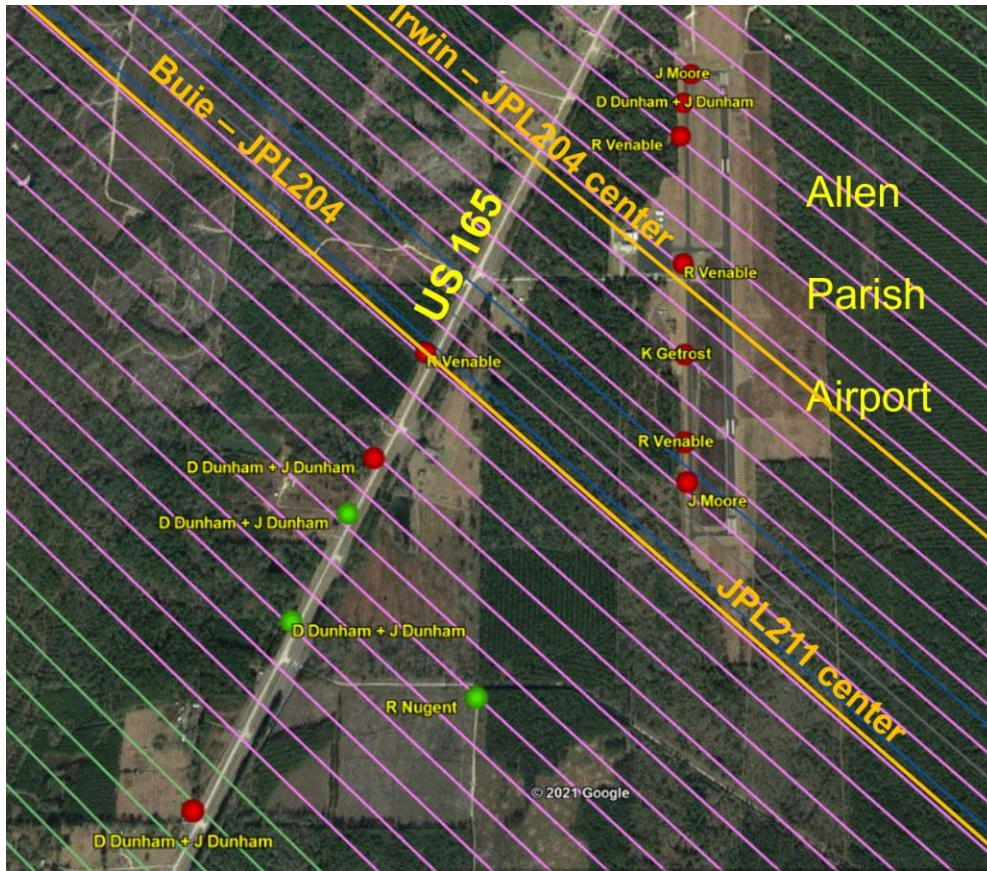 J Moore
Irwin – JPL204 center
D Dunham + J Dunham
Buie – JPL204
R Venable
Allen
US 165
R Venable
Parish
K Getrost
R Venable
Airport
R Venable
D Dunham + J Dunham
J Moore
D Dunham + J Dunham
D Dunham + J Dunham
JPL211 center
R Nugent
© 2021 Google
D Dunham + J Dunham